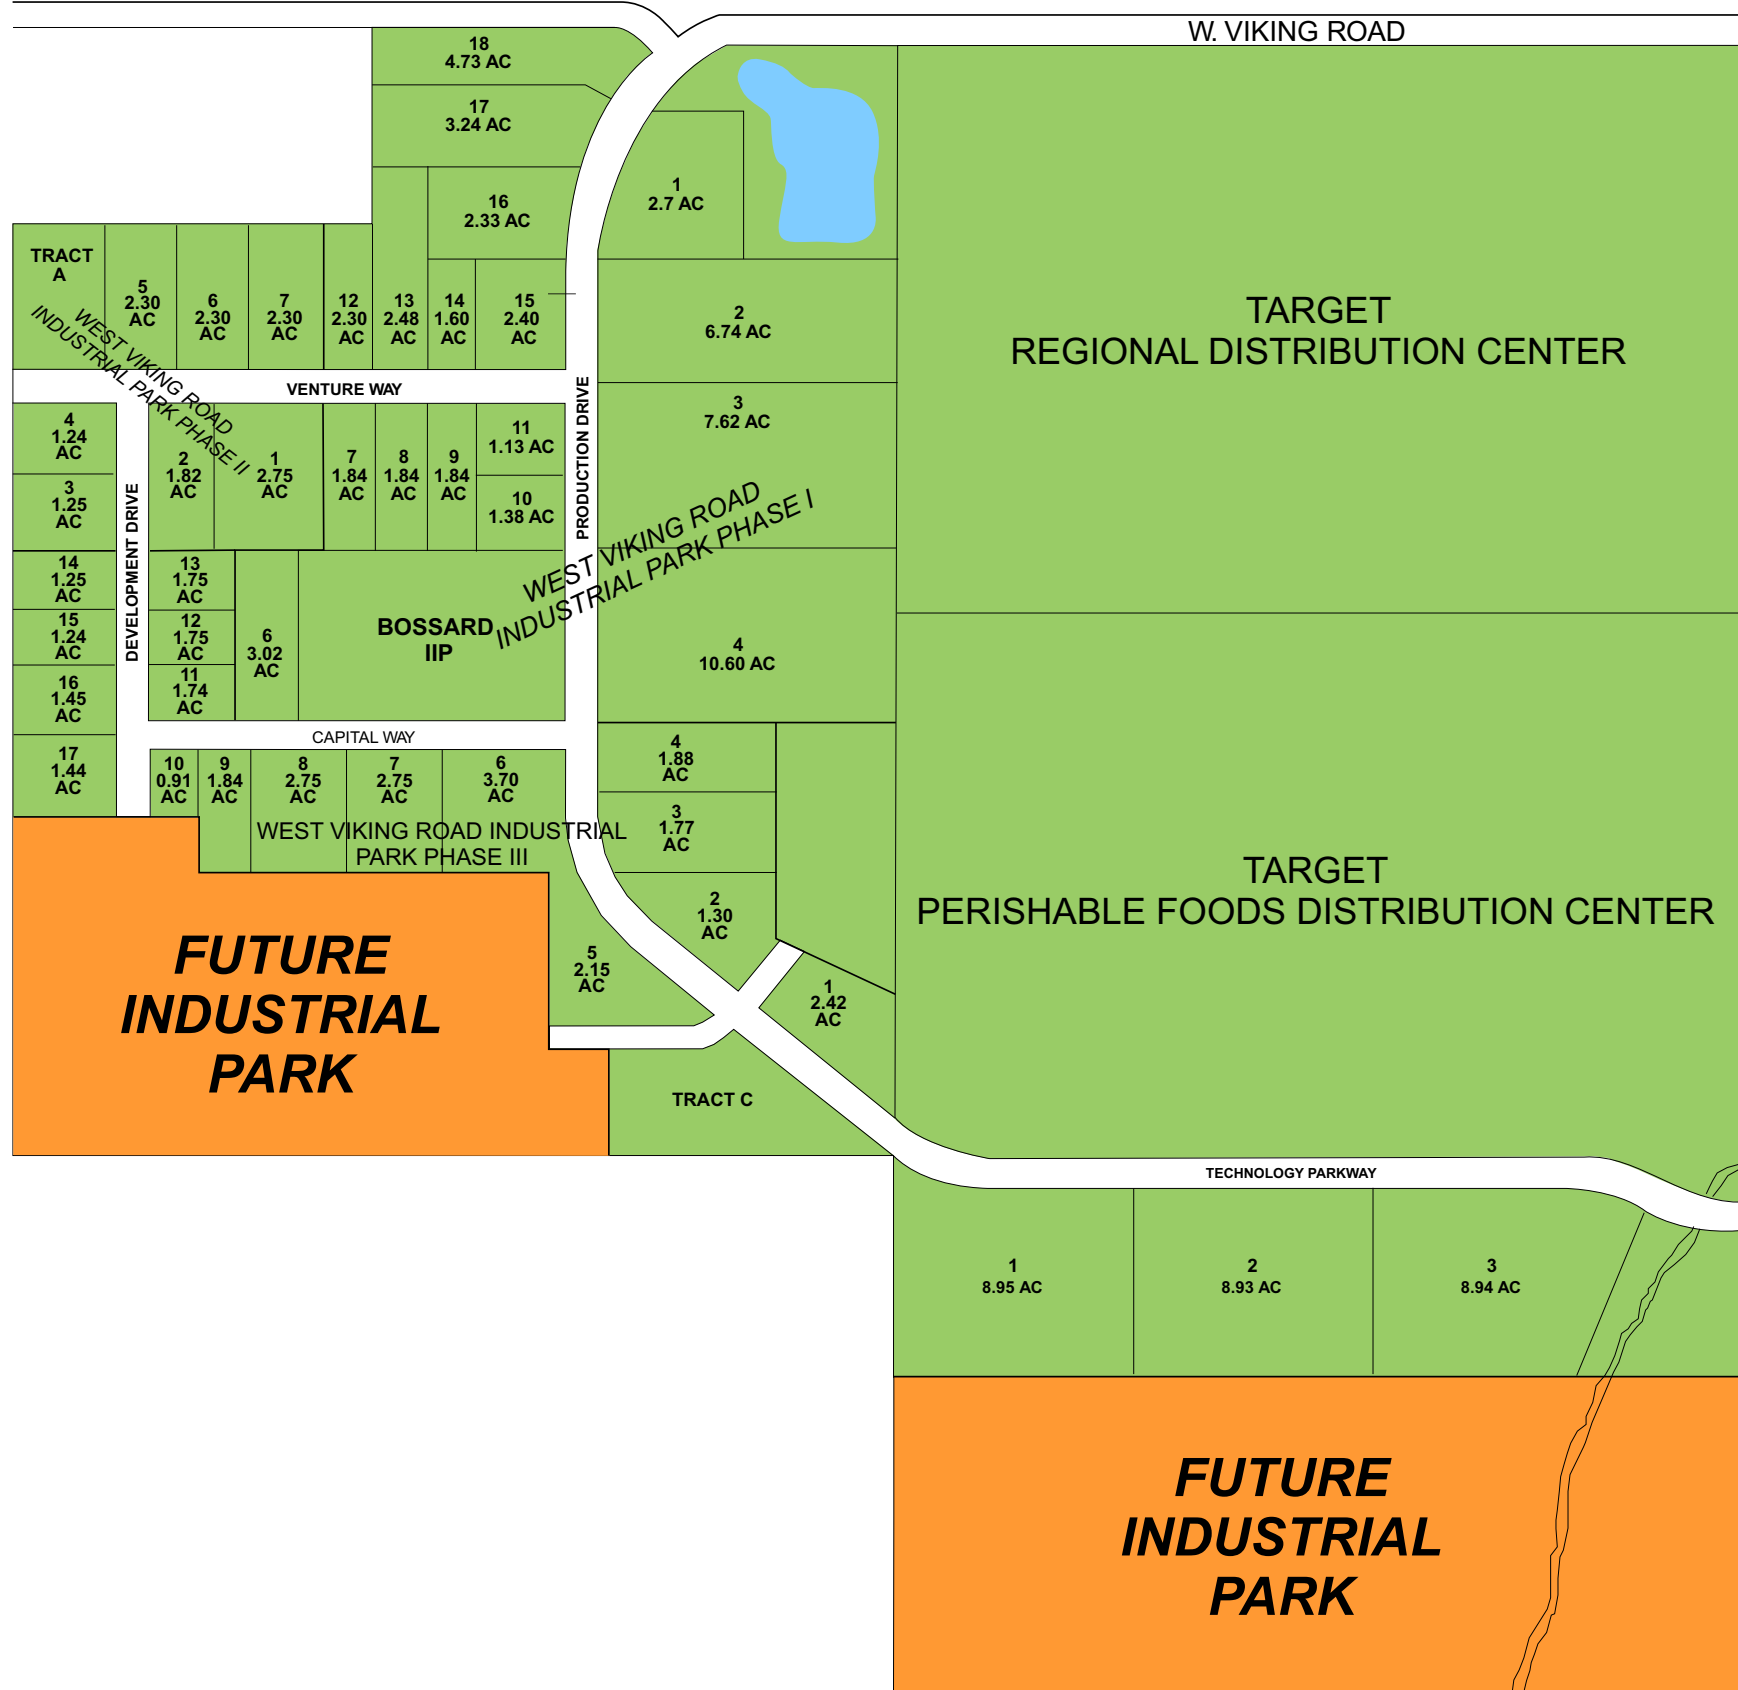 W. VIKING ROAD
18
4.73 AC
17
3.24 AC
16
2.33 AC
1
2.7 AC
TRACT
A
5
2.30
AC
6
2.30
AC
7
2.30
AC
12
2.30
AC
13
2.48
AC
14
1.60
AC
15
2.40
AC
2
6.74 AC
TARGET
REGIONAL DISTRIBUTION CENTER
WEST VIKING ROAD
INDUSTRIAL PARK PHASE II
VENTURE WAY
PRODUCTION DRIVE
3
7.62 AC
4
1.24
AC
3
1.25
AC
2
1.82
AC
1
2.75
AC
7
1.84
AC
8
1.84
AC
9
1.84
AC
11
1.13 AC
10
1.38 AC
DEVELOPMENT DRIVE
WEST VIKING ROAD
INDUSTRIAL PARK PHASE I
14
1.25
AC
15
1.24
AC
16
1.45
AC
17
1.44
AC
13
1.75
AC
12
1.75
AC
11
1.74
AC
6
3.02
AC
BOSSARD
IIP
4
10.60 AC
CAPITAL WAY
10
0.91
AC
9
1.84
AC
8
2.75
AC
7
2.75
AC
6
3.70
AC
4
1.88
AC
3
1.77
AC
2
1.30
AC
WEST VIKING ROAD INDUSTRIAL
PARK PHASE III
TARGET
PERISHABLE FOODS DISTRIBUTION CENTER
FUTURE
INDUSTRIAL
PARK
5
2.15
AC
1
2.42
AC
TRACT C
TECHNOLOGY PARKWAY
1
8.95 AC
2
8.93 AC
3
8.94 AC
FUTURE
INDUSTRIAL
PARK